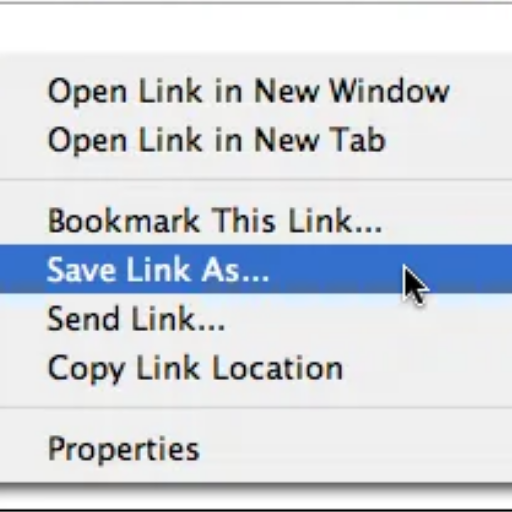 Open Link in New Window
Open Link in New Tab
Bookmark This Link...
Save Link As...
Send Link...
Copy Link Location
Properties